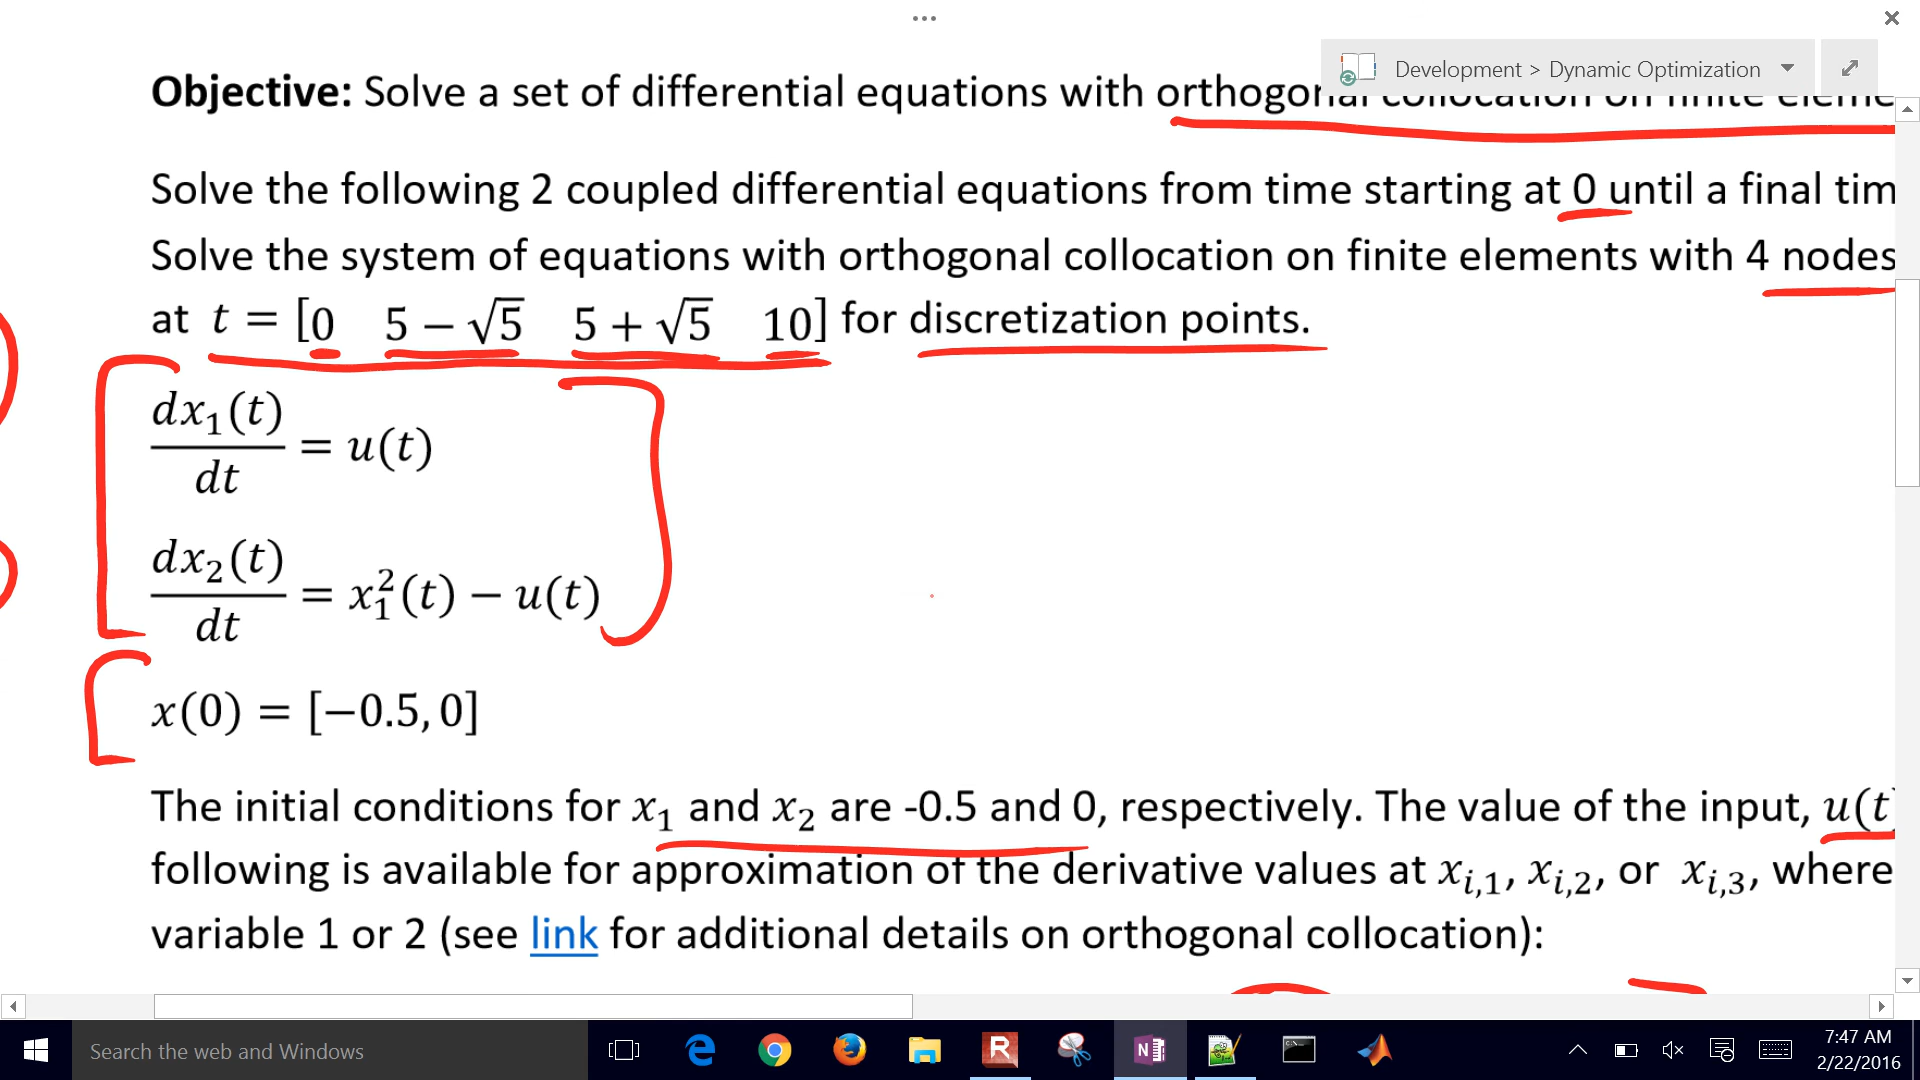 Development > Dynamic Optimization
Objective: Solve a set of differential equations with
Solve the following 2 coupled differential equations from time starting at 0 until a final
Solve the system of equations with orthogonal collocation on finite elements with 4 nodes
at t = [0 5 − √5 5 + √5 10] for discretization points.
dx₁(t)/dt = u(t)
dx₂(t)/dt = x₁²(t) − u(t)
x(0) = [−0.5, 0]
The initial conditions for x₁ and x₂ are -0.5 and 0, respectively. The value of the input, u(t)
following is available for approximation of the derivative values at xᵢ,₁, xᵢ,₂, or xᵢ,₃, where
variable 1 or 2 (see link for additional details on orthogonal collocation):
Search the web and Windows
7:47 AM
2/22/2016